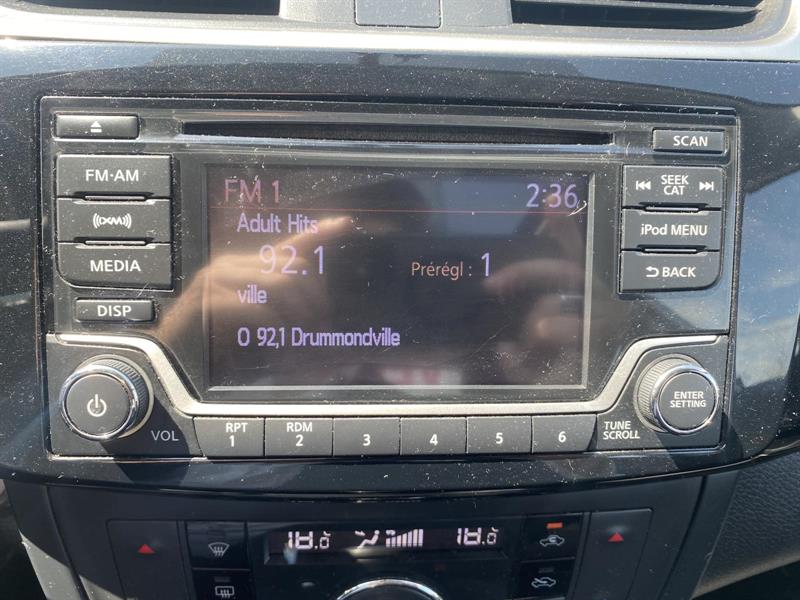 SCAN
FM·AM
XM
MEDIA
DISP
FM 1
2:36
Adult Hits
92.1
Prérégl : 1
ville
O 92,1 Drummondville
SEEK
CAT
iPod MENU
BACK
VOL
RPT
1
RDM
2
3
4
5
6
TUNE
SCROLL
ENTER
SETTING
18.0
18.0